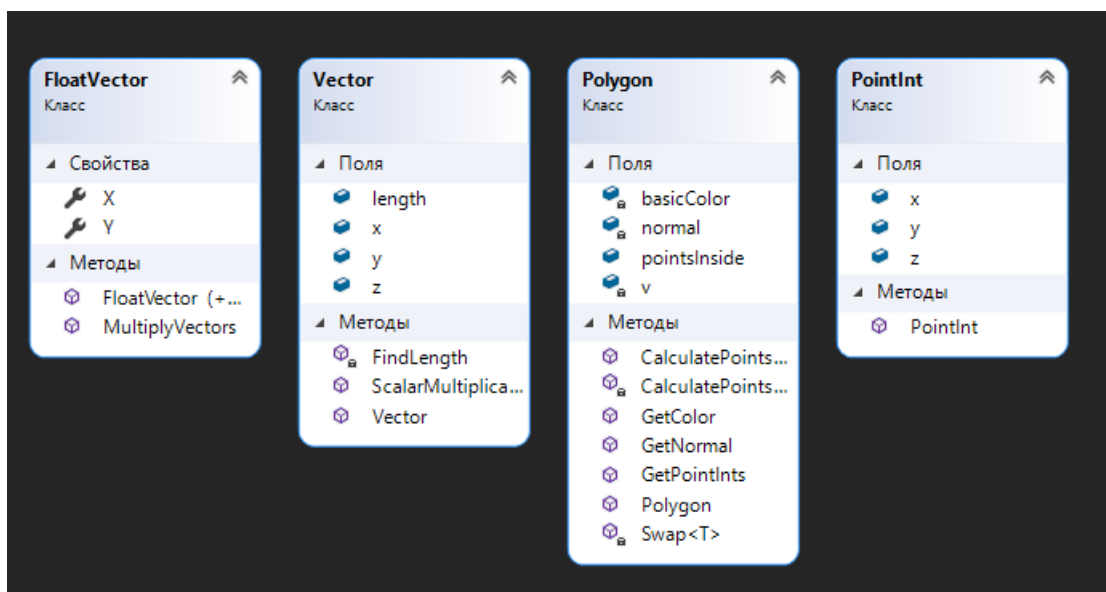 FloatVector
Класс
Свойства
X
Y
Методы
FloatVector (+...
MultiplyVectors
Vector
Класс
Поля
length
x
y
z
Методы
FindLength
ScalarMultiplica...
Vector
Polygon
Класс
Поля
basicColor
normal
pointsInside
v
Методы
CalculatePoints...
CalculatePoints...
GetColor
GetNormal
GetPointInts
Polygon
Swap<T>
PointInt
Класс
Поля
x
y
z
Методы
PointInt